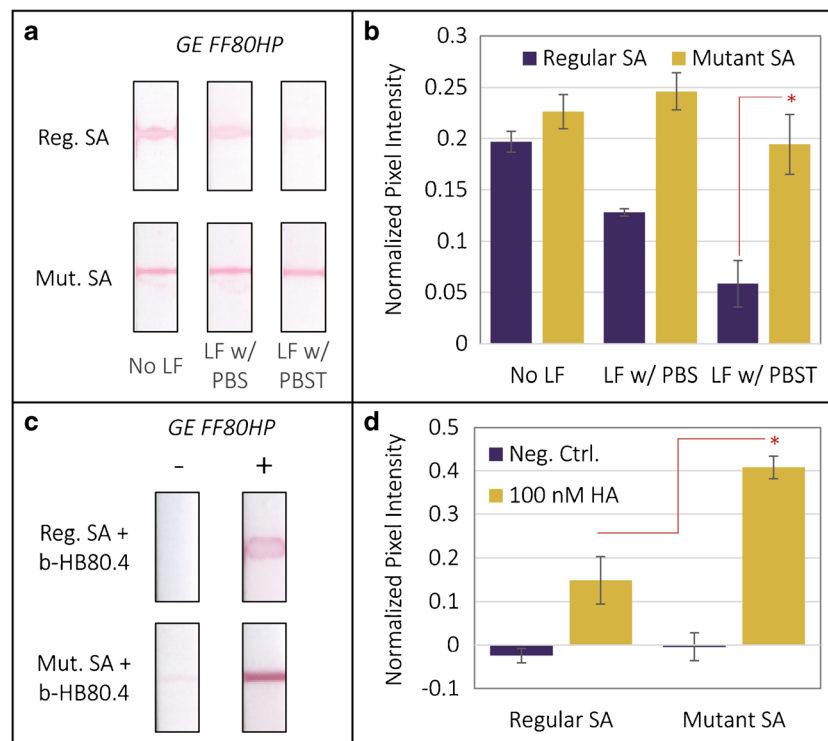 a
GE FF80HP
Reg. SA
Mut. SA
No LF
LF w/
PBS
LF w/
PBST
b
Normalized Pixel Intensity
0.3
0.25
0.2
0.15
0.1
0.05
0
Regular SA
Mutant SA
*
No LF
LF w/ PBS
LF w/ PBST
c
GE FF80HP
- +
Reg. SA +
b-HB80.4
Mut. SA +
b-HB80.4
d
Normalized Pixel Intensity
0.5
0.4
0.3
0.2
0.1
0
-0.1
Neg. Ctrl.
100 nM HA
*
Regular SA
Mutant SA